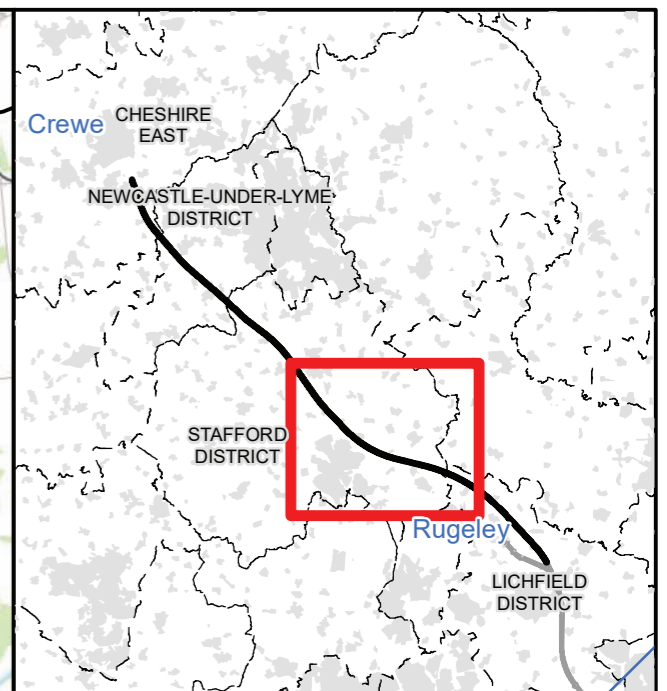 Crewe
CHESHIRE
EAST
NEWCASTLE-UNDER-LYME
DISTRICT
STAFFORD
DISTRICT
Rugeley
LICHFIELD
DISTRICT